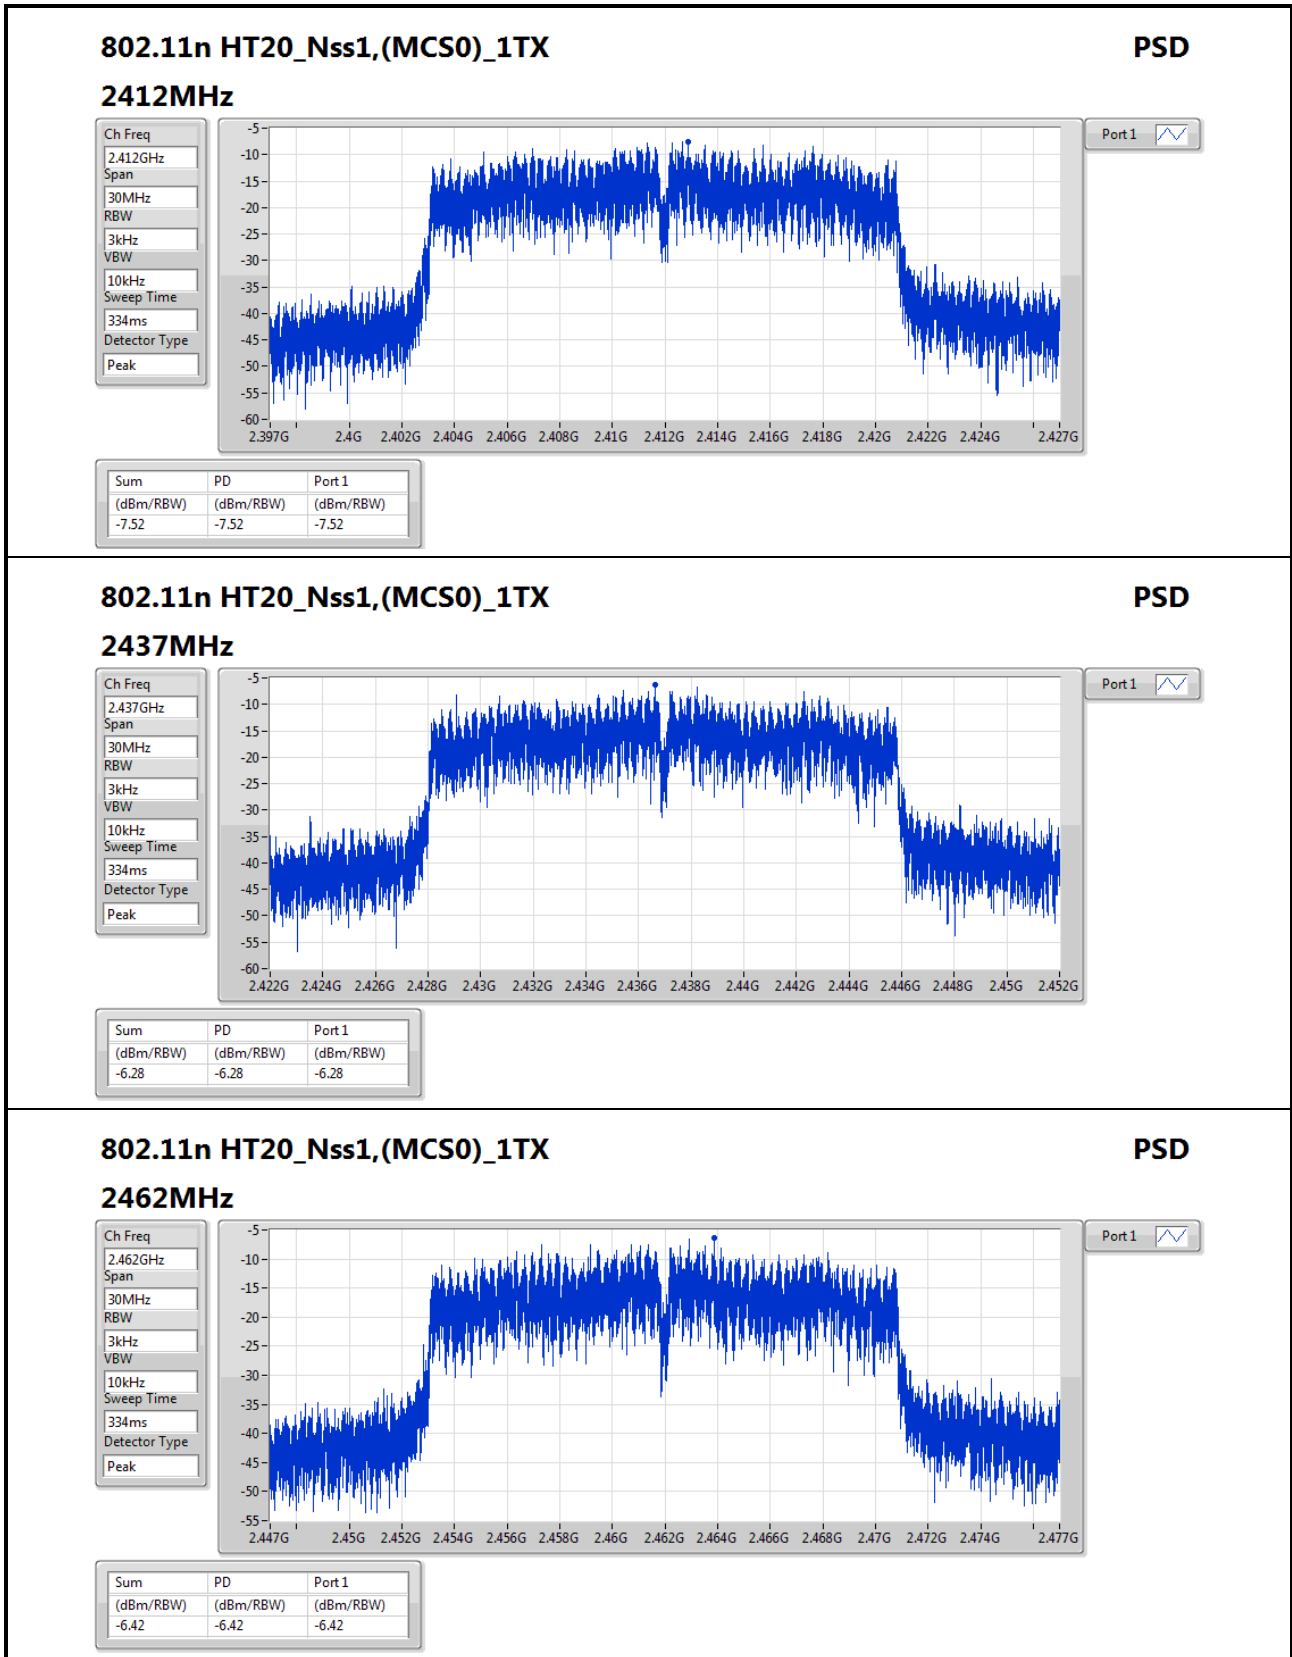 802.11n HT20_Nss1,(MCS0)_1TX PSD
2412MHz
Ch Freq
2.412GHz
Span
30MHz
RBW
3kHz
VBW
10kHz
Sweep Time
334ms
Detector Type
Peak
-5
-10
-15
-20
-25
-30
-35
-40
-45
-50
-55
-60
2.397G 2.4G 2.402G 2.404G 2.406G 2.408G 2.41G 2.412G 2.414G 2.416G 2.418G 2.42G 2.422G 2.424G 2.427G
Port 1
Sum PD Port 1
(dBm/RBW) (dBm/RBW) (dBm/RBW)
-7.52 -7.52 -7.52
802.11n HT20_Nss1,(MCS0)_1TX PSD
2437MHz
Ch Freq
2.437GHz
Span
30MHz
RBW
3kHz
VBW
10kHz
Sweep Time
334ms
Detector Type
Peak
-5
-10
-15
-20
-25
-30
-35
-40
-45
-50
-55
-60
2.422G 2.424G 2.426G 2.428G 2.43G 2.432G 2.434G 2.436G 2.438G 2.44G 2.442G 2.444G 2.446G 2.448G 2.45G 2.452G
Port 1
Sum PD Port 1
(dBm/RBW) (dBm/RBW) (dBm/RBW)
-6.28 -6.28 -6.28
802.11n HT20_Nss1,(MCS0)_1TX PSD
2462MHz
Ch Freq
2.462GHz
Span
30MHz
RBW
3kHz
VBW
10kHz
Sweep Time
334ms
Detector Type
Peak
-5
-10
-15
-20
-25
-30
-35
-40
-45
-50
-55
2.447G 2.45G 2.452G 2.454G 2.456G 2.458G 2.46G 2.462G 2.464G 2.466G 2.468G 2.47G 2.472G 2.474G 2.477G
Port 1
Sum PD Port 1
(dBm/RBW) (dBm/RBW) (dBm/RBW)
-6.42 -6.42 -6.42